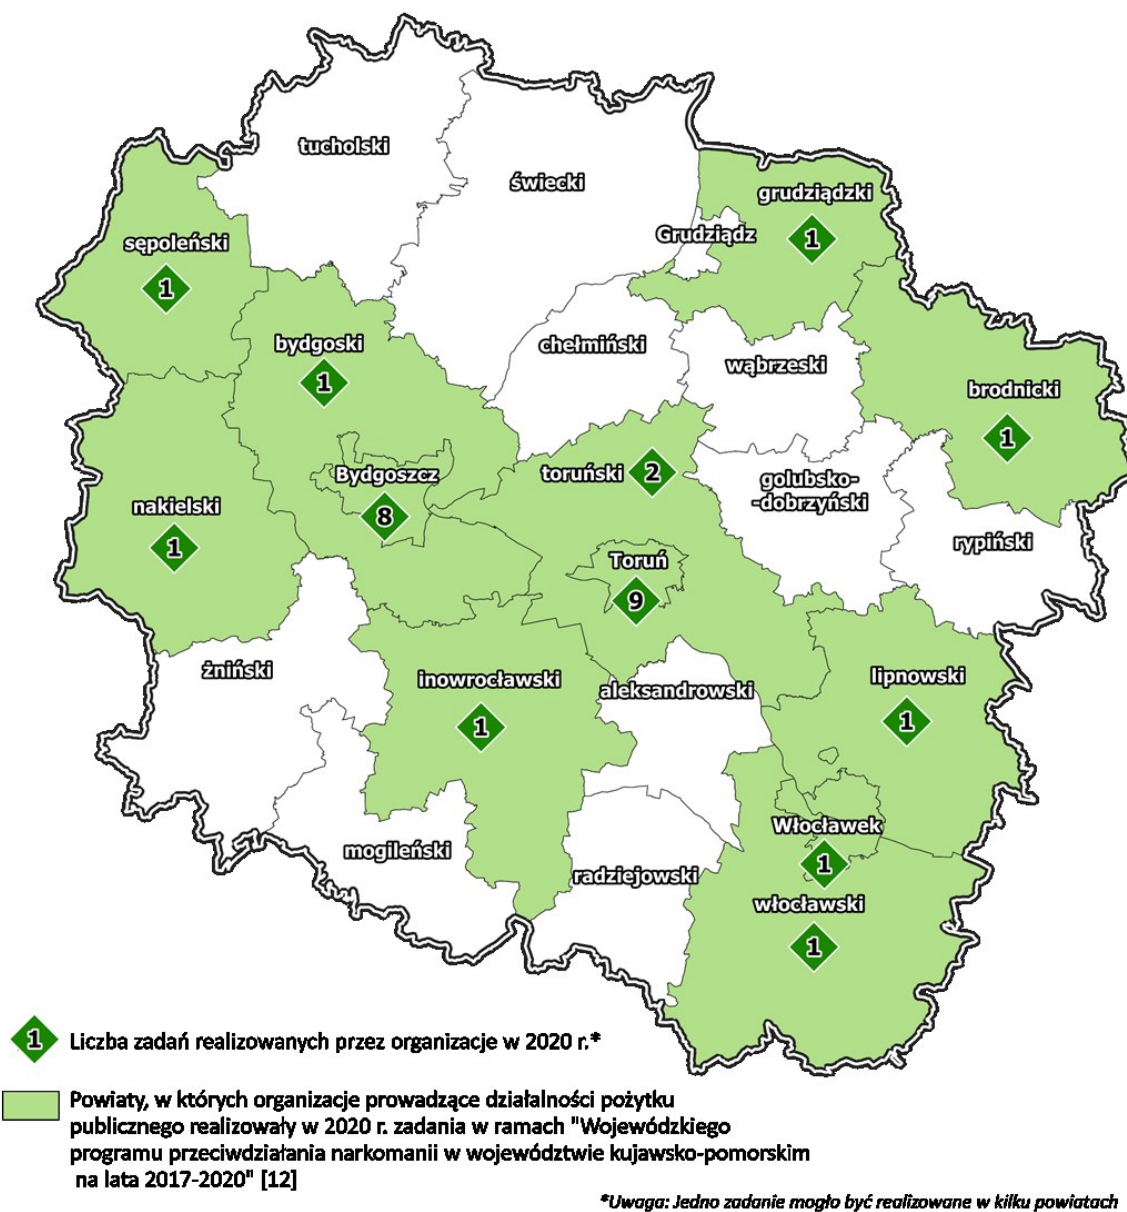 tucholski
świecki
grudziądzki
Grudziądz
1
sępoleński
1
bydgoski
1
chełmiński
wąbrzeski
brodnicki
1
Bydgoszcz
8
toruński 2
golubsko-
-dobrzyński
nakielski
1
rypiński
Toruń
9
żniński
inowrocławski
1
aleksandrowski
lipnowski
1
mogileński
radziejowski
Włocławek
1
włocławski
1
1 Liczba zadań realizowanych przez organizacje w 2020 r.*
Powiaty, w których organizacje prowadzące działalności pożytku
publicznego realizowały w 2020 r. zadania w ramach "Wojewódzkiego
programu przeciwdziałania narkomanii w województwie kujawsko-pomorskim
na lata 2017-2020" [12]
*Uwaga: Jedno zadanie mogło być realizowane w kilku powiatach